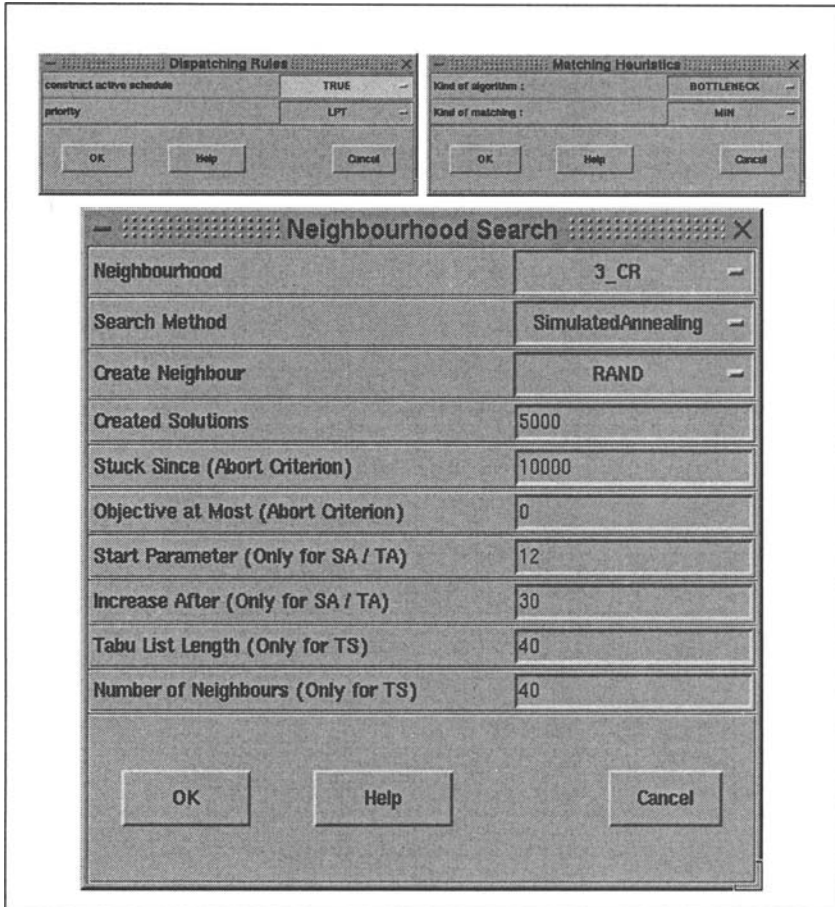 Dispatching Rules
construct active schedule TRUE
priority LPT
OK Help Cancel
Matching Heuristics
Kind of algorithm : BOTTLENECK
Kind of matching : MIN
OK Help Cancel
Neighbourhood Search
Neighbourhood 3_CR
Search Method SimulatedAnnealing
Create Neighbour RAND
Created Solutions 5000
Stuck Since (Abort Criterion) 10000
Objective at Most (Abort Criterion) 0
Start Parameter (Only for SA / TA) 12
Increase After (Only for SA / TA) 30
Tabu List Length (Only for TS) 40
Number of Neighbours (Only for TS) 40
OK Help Cancel